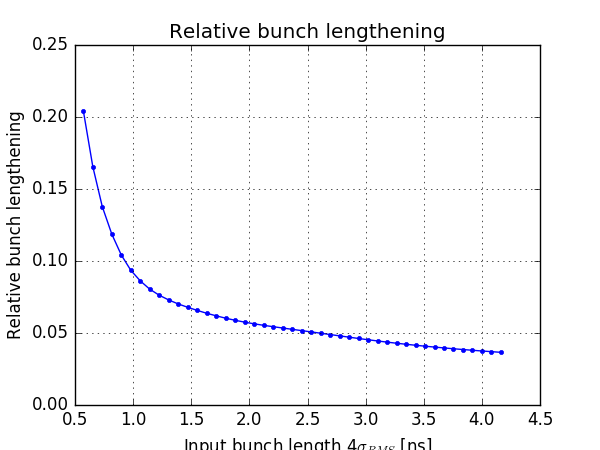 Relative bunch lengthening
0.25
0.20
0.15
0.10
0.05
0.00
Relative bunch lengthening
0.5 1.0 1.5 2.0 2.5 3.0 3.5 4.0 4.5
Input bunch length 4σRMS [ns]